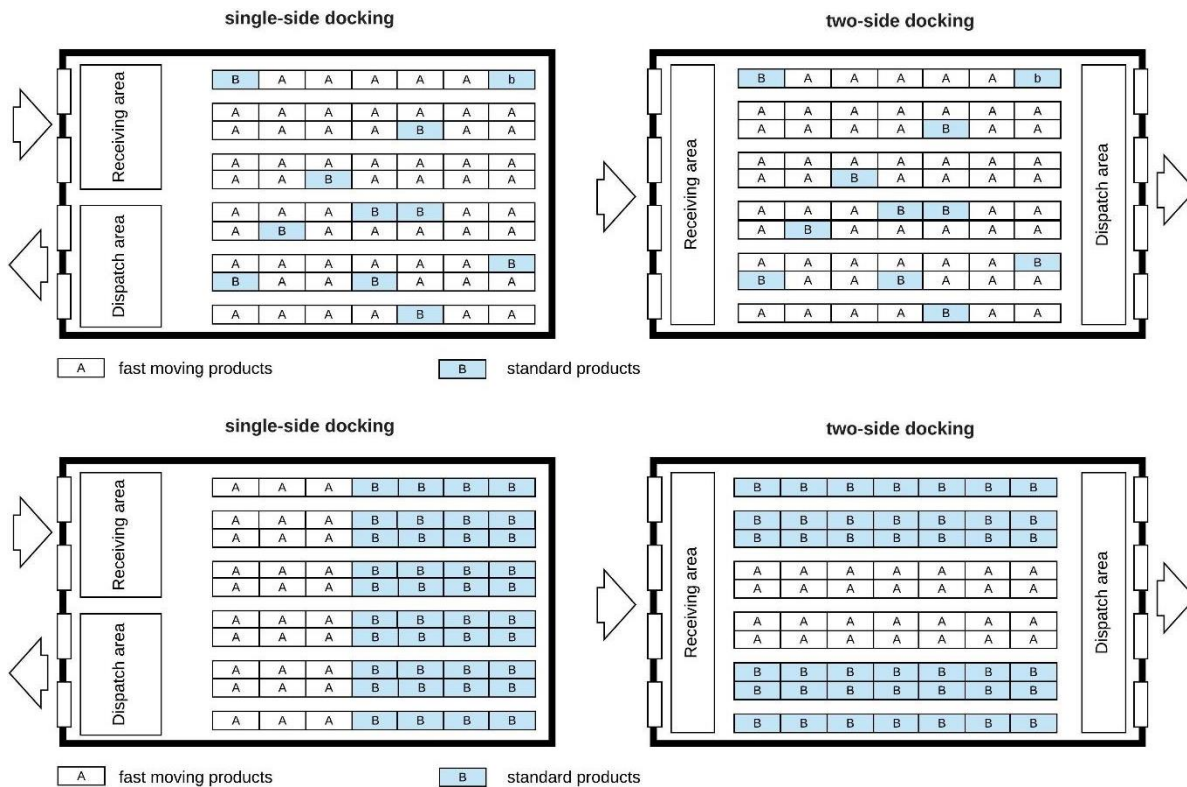 single-side docking
Receiving area
Dispatch area
B A A A A A b
A A A A A A A
A A A A B A A
A A A A A A A
A A B A A A A
A A A B B A A
A B A A A A A
A A A A A A B
B A A B A A A
A A A A B A A
two-side docking
Receiving area
B A A A A A b
A A A A A A A
A A A A B A A
A A A A A A A
A A B A A A A
A A A B B A A
A B A A A A A
A A A A A A B
B A A B A A A
A A A A B A A
Dispatch area
A fast moving products
B standard products
single-side docking
Receiving area
Dispatch area
A A A B B B B
A A A B B B B
A A A B B B B
A A A B B B B
A A A B B B B
A A A B B B B
A A A B B B B
A A A B B B B
A A A B B B B
A A A B B B B
two-side docking
Receiving area
B B B B B B B
B B B B B B B
B B B B B B B
A A A A A A A
A A A A A A A
A A A A A A A
A A A A A A A
B B B B B B B
B B B B B B B
B B B B B B B
Dispatch area
A fast moving products
B standard products